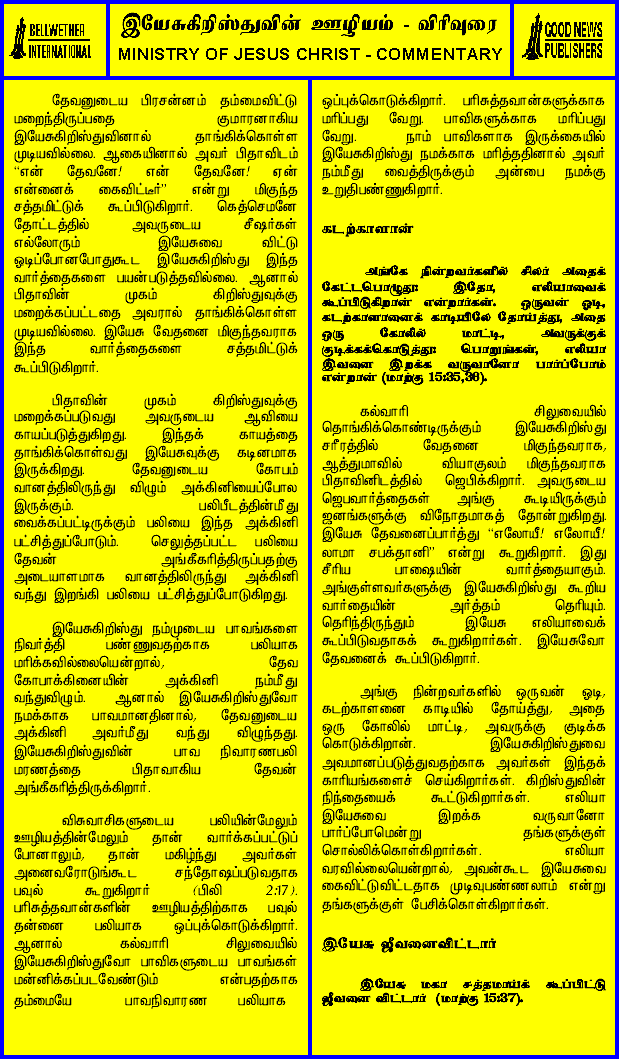 BELLWETHER
INTERNATIONAL
இயேசுகிறிஸ்துவின் ஊழியம் - விரிவுரை
MINISTRY OF JESUS CHRIST - COMMENTARY
GOOD NEWS
PUBLISHERS
தேவனுடைய பிரசன்னம் தம்மைவிட்டு
மறைந்திருப்பதை குமாரனாகிய
இயேசுகிறிஸ்துவினால் தாங்கிக்கொள்ள
முடியவில்லை. ஆகையினால் அவர் பிதாவிடம்
“என் தேவனே! என் தேவனே! ஏன்
என்னைக் கைவிட்டீர்” என்று மிகுந்த
சத்தமிட்டுக் கூப்பிடுகிறார். கெத்செமனே
தோட்டத்தில் அவருடைய சீஷர்கள்
எல்லோரும் இயேசுவை விட்டு
ஓடிப்போனபோதுகூட இயேசுகிறிஸ்து இந்த
வார்த்தைகளை பயன்படுத்தவில்லை. ஆனால்
பிதாவின் முகம் கிறிஸ்துவுக்கு
மறைக்கப்பட்டதை அவரால் தாங்கிக்கொள்ள
முடியவில்லை. இயேசு வேதனை மிகுந்தவராக
இந்த வார்த்தைகளை சத்தமிட்டுக்
கூப்பிடுகிறார்.
பிதாவின் முகம் கிறிஸ்துவுக்கு
மறைக்கப்படுவது அவருடைய ஆவியை
காயப்படுத்துகிறது. இந்தக் காயத்தை
தாங்கிக்கொள்வது இயேசுவுக்கு கடினமாக
இருக்கிறது. தேவனுடைய கோபம்
வானத்திலிருந்து விழும் அக்கினியைப்போல
இருக்கும். பலிபீடத்தின்மீது
வைக்கப்பட்டிருக்கும் பலியை இந்த அக்கினி
பட்சித்துப்போடும். செலுத்தப்பட்ட பலியை
தேவன் அங்கீகரித்திருப்பதற்கு
அடையாளமாக வானத்திலிருந்து அக்கினி
வந்து இறங்கி பலியை பட்சித்துப்போடுகிறது.
இயேசுகிறிஸ்து நம்முடைய பாவங்களை
நிவர்த்தி பண்ணுவதற்காக பலியாக
மரிக்கவில்லையென்றால், தேவ
கோபாக்கினையின் அக்கினி நம்மீது
வந்துவிழும். ஆனால் இயேசுகிறிஸ்துவோ
நமக்காக பாவமானதினால், தேவனுடைய
அக்கினி அவர்மீது வந்து விழுந்தது.
இயேசுகிறிஸ்துவின் பாவ நிவாரணபலி
மரணத்தை பிதாவாகிய தேவன்
அங்கீகரித்திருக்கிறார்.
விசுவாசிகளுடைய பலியின்மேலும்
ஊழியத்தின்மேலும் தான் வார்க்கப்பட்டுப்
போனாலும், தான் மகிழ்ந்து அவர்கள்
அனைவரோடுங்கூட சந்தோஷப்படுவதாக
பவுல் கூறுகிறார் (பிலி 2:17).
பரிசுத்தவான்களின் ஊழியத்திற்காக பவுல்
தன்னை பலியாக ஒப்புக்கொடுக்கிறார்.
ஆனால் கல்வாரி சிலுவையில்
இயேசுகிறிஸ்துவோ பாவிகளுடைய பாவங்கள்
மன்னிக்கப்படவேண்டும் என்பதற்காக
தம்மையே பாவநிவாரண பலியாக
ஒப்புக்கொடுக்கிறார். பரிசுத்தவான்களுக்காக
மரிப்பது வேறு. பாவிகளுக்காக மரிப்பது
வேறு. நாம் பாவிகளாக இருக்கையில்
இயேசுகிறிஸ்து நமக்காக மரித்ததினால் அவர்
நம்மீது வைத்திருக்கும் அன்பை நமக்கு
உறுதிபண்ணுகிறார்.
கடற்காளான்
அங்கே நின்றவர்களில் சிலர் அதைக்
கேட்டபொழுது: இதோ, எலியாவைக்
கூப்பிடுகிறான் என்றார்கள். ஒருவன் ஓடி,
கடற்காளானைக் காடியிலே தோய்த்து, அதை
ஒரு கோலில் மாட்டி, அவருக்குக்
குடிக்கக்கொடுத்து: பொறுங்கள், எலியா
இவனை இறக்க வருவானோ பார்ப்போம்
என்றான் (மாற்கு 15:35,36).
கல்வாரி சிலுவையில்
தொங்கிக்கொண்டிருக்கும் இயேசுகிறிஸ்து
சரீரத்தில் வேதனை மிகுந்தவராக,
ஆத்துமாவில் வியாகுலம் மிகுந்தவராக
பிதாவினிடத்தில் ஜெபிக்கிறார். அவருடைய
ஜெபவார்த்தைகள் அங்கு கூடியிருக்கும்
ஜனங்களுக்கு விநோதமாகத் தோன்றுகிறது.
இயேசு தேவனைப்பார்த்து “எலோயீ! எலோயீ!
லாமா சபக்தானி” என்று கூறுகிறார். இது
சீரிய பாஷையின் வார்த்தையாகும்.
அங்குள்ளவர்களுக்கு இயேசுகிறிஸ்து கூறிய
வார்தையின் அர்த்தம் தெரியும்.
தெரிந்திருந்தும் இயேசு எலியாவைக்
கூப்பிடுவதாகக் கூறுகிறார்கள். இயேசுவோ
தேவனைக் கூப்பிடுகிறார்.
அங்கு நின்றவர்களில் ஒருவன் ஓடி,
கடற்காளனை காடியில் தோய்த்து, அதை
ஒரு கோலில் மாட்டி, அவருக்கு குடிக்க
கொடுக்கிறான். இயேசுகிறிஸ்துவை
அவமானப்படுத்துவதற்காக அவர்கள் இந்தக்
காரியங்களைச் செய்கிறார்கள். கிறிஸ்துவின்
நிந்தையைக் கூட்டுகிறார்கள். எலியா
இயேசுவை இறக்க வருவானோ
பார்ப்போமென்று தங்களுக்குள்
சொல்லிக்கொள்கிறார்கள். எலியா
வரவில்லையென்றால், அவன்கூட இயேசுவை
கைவிட்டுவிட்டதாக முடிவுபண்ணலாம் என்று
தங்களுக்குள் பேசிக்கொள்கிறார்கள்.
இயேசு ஜீவனைவிட்டார்
இயேசு மகா சத்தமாய்க் கூப்பிட்டு
ஜீவனை விட்டார் (மாற்கு 15:37).